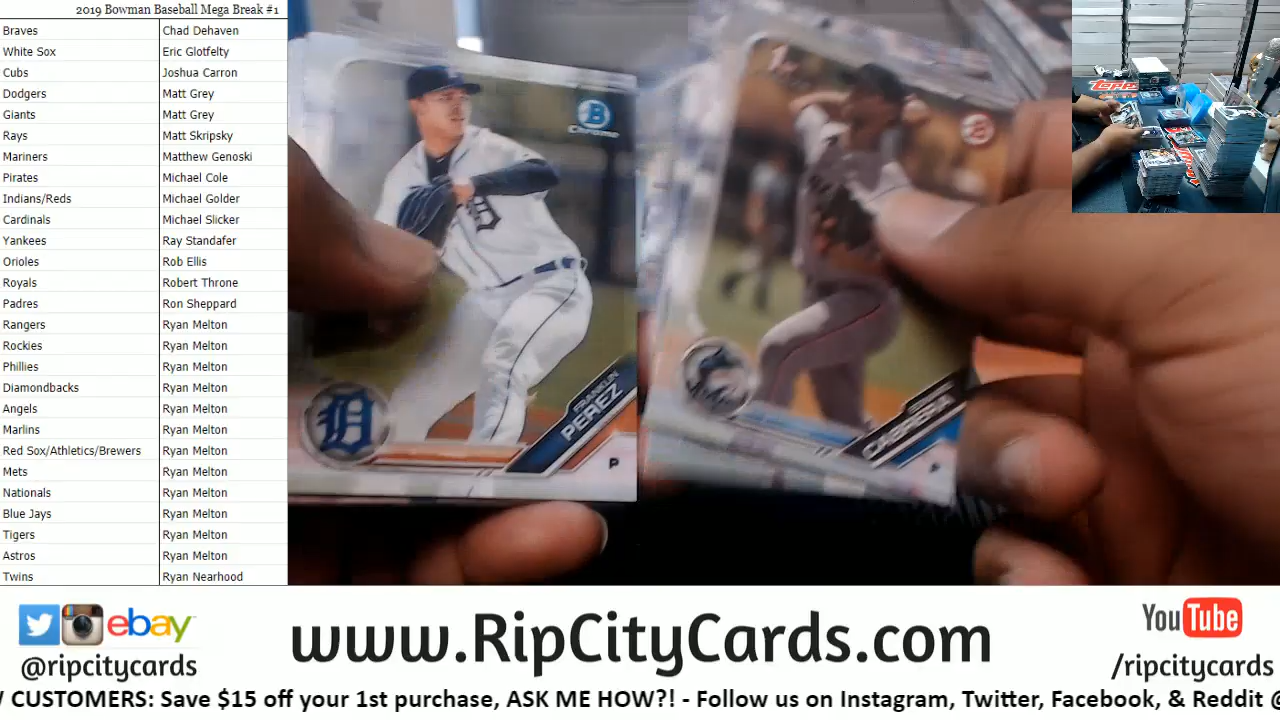 2019 Bowman Baseball Mega Break #1
Braves Chad Dehaven
White Sox Eric Glotfelty
Cubs Joshua Carron
Dodgers Matt Grey
Giants Matt Grey
Rays Matt Skripsky
Mariners Matthew Genoski
Pirates Michael Cole
Indians/Reds Michael Golder
Cardinals Michael Slicker
Yankees Ray Standafer
Orioles Rob Ellis
Royals Robert Throne
Padres Ron Sheppard
Rangers Ryan Melton
Rockies Ryan Melton
Phillies Ryan Melton
Diamondbacks Ryan Melton
Angels Ryan Melton
Marlins Ryan Melton
Red Sox/Athletics/Brewers Ryan Melton
Mets Ryan Melton
Nationals Ryan Melton
Blue Jays Ryan Melton
Tigers Ryan Melton
Astros Ryan Melton
Twins Ryan Nearhood
B
Chrome
D
D
FRANKLIN
PEREZ
P
B
CABRERA
P
TOPPS
ebay
@ripcitycards
www.RipCityCards.com
YouTube
/ripcitycards
CUSTOMERS: Save $15 off your 1st purchase, ASK ME HOW?! - Follow us on Instagram, Twitter, Facebook, & Reddit @